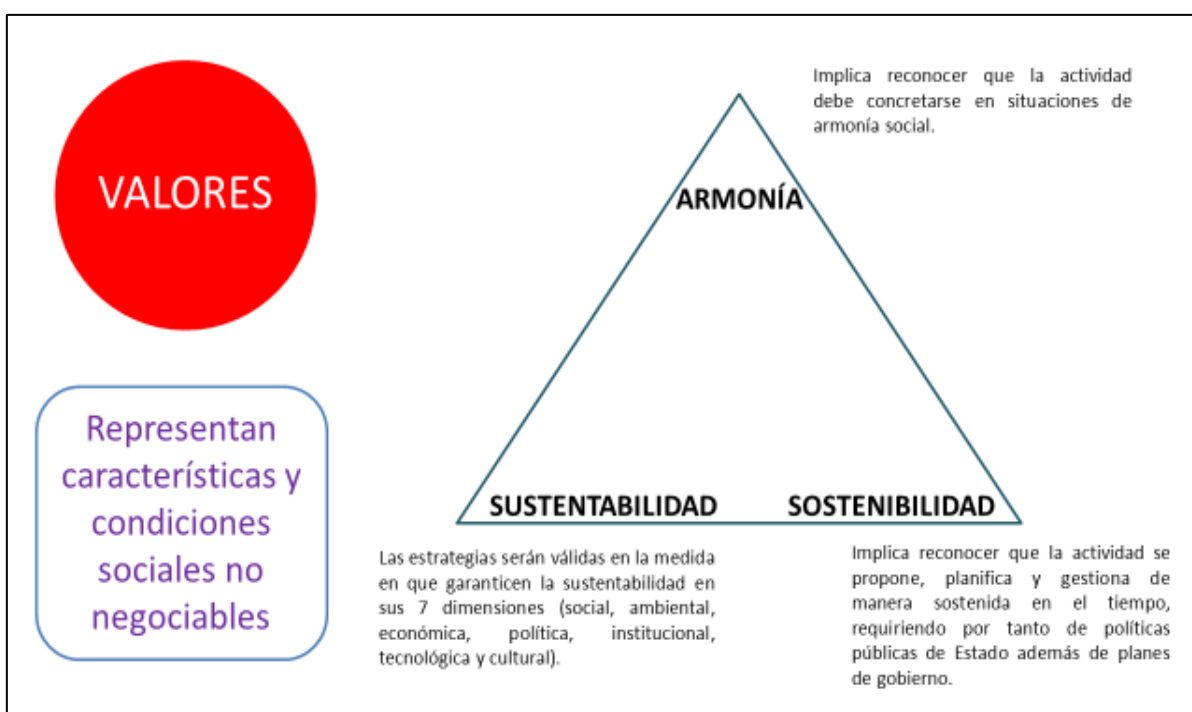 VALORES
Representan
características y
condiciones
sociales no
negociables
Implica reconocer que la actividad
debe concretarse en situaciones de
armonía social.
ARMONÍA
SUSTENTABILIDAD
SOSTENIBILIDAD
Las estrategias serán válidas en la medida
en que garanticen la sustentabilidad en
sus 7 dimensiones (social, ambiental,
económica, política, institucional,
tecnológica y cultural).
Implica reconocer que la actividad se
propone, planifica y gestiona de
manera sostenida en el tiempo,
requiriendo por tanto de políticas
públicas de Estado además de planes
de gobierno.